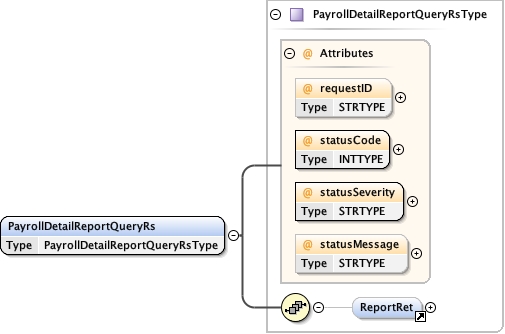 PayrollDetailReportQueryRsType
@ Attributes
@ requestID
Type STRTYPE
@ statusCode
Type INTTYPE
@ statusSeverity
Type STRTYPE
PayrollDetailReportQueryRs
Type PayrollDetailReportQueryRsType
@ statusMessage
Type STRTYPE
ReportRet